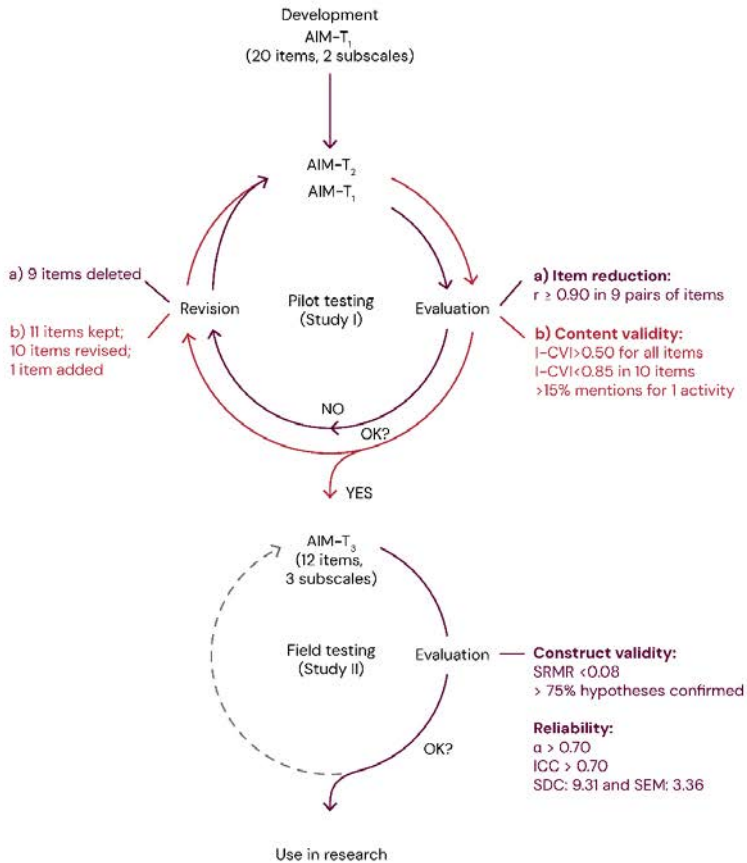 Development
AIM-T₁
(20 items, 2 subscales)
AIM-T₂
AIM-T₁
a) 9 items deleted
Revision
Pilot testing
(Study I)
Evaluation
a) Item reduction:
r ≥ 0.90 in 9 pairs of items
b) 11 items kept;
10 items revised;
1 item added
b) Content validity:
I-CVI>0.50 for all items
I-CVI<0.85 in 10 items
>15% mentions for 1 activity
NO
OK?
YES
AIM-T₃
(12 items,
3 subscales)
Field testing
(Study II)
Evaluation
Construct validity:
SRMR <0.08
> 75% hypotheses confirmed
Reliability:
α > 0.70
ICC > 0.70
SDC: 9.31 and SEM: 3.36
OK?
Use in research